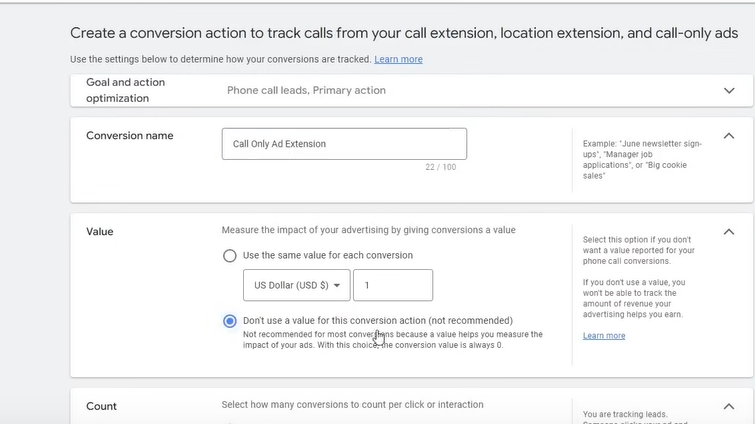 Create a conversion action to track calls from your call extension, location extension, and call-only ads
Use the settings below to determine how your conversions are tracked. Learn more
Goal and action
optimization
Phone call leads, Primary action
Conversion name
Call Only Ad Extension
22 / 100
Example: "June newsletter sign-
ups", "Manager job
applications", or "Big cookie
sales"
Value
Measure the impact of your advertising by giving conversions a value
Use the same value for each conversion
US Dollar (USD $)
1
Don't use a value for this conversion action (not recommended)
Not recommended for most conversions because a value helps you measure the
impact of your ads. With this choice, the conversion value is always 0.
Select this option if you don't
want a value reported for your
phone call conversions.
If you don't use a value, you
won't be able to track the
amount of revenue your
advertising helps you earn.
Learn more
Count
Select how many conversions to count per click or interaction
You are tracking leads.